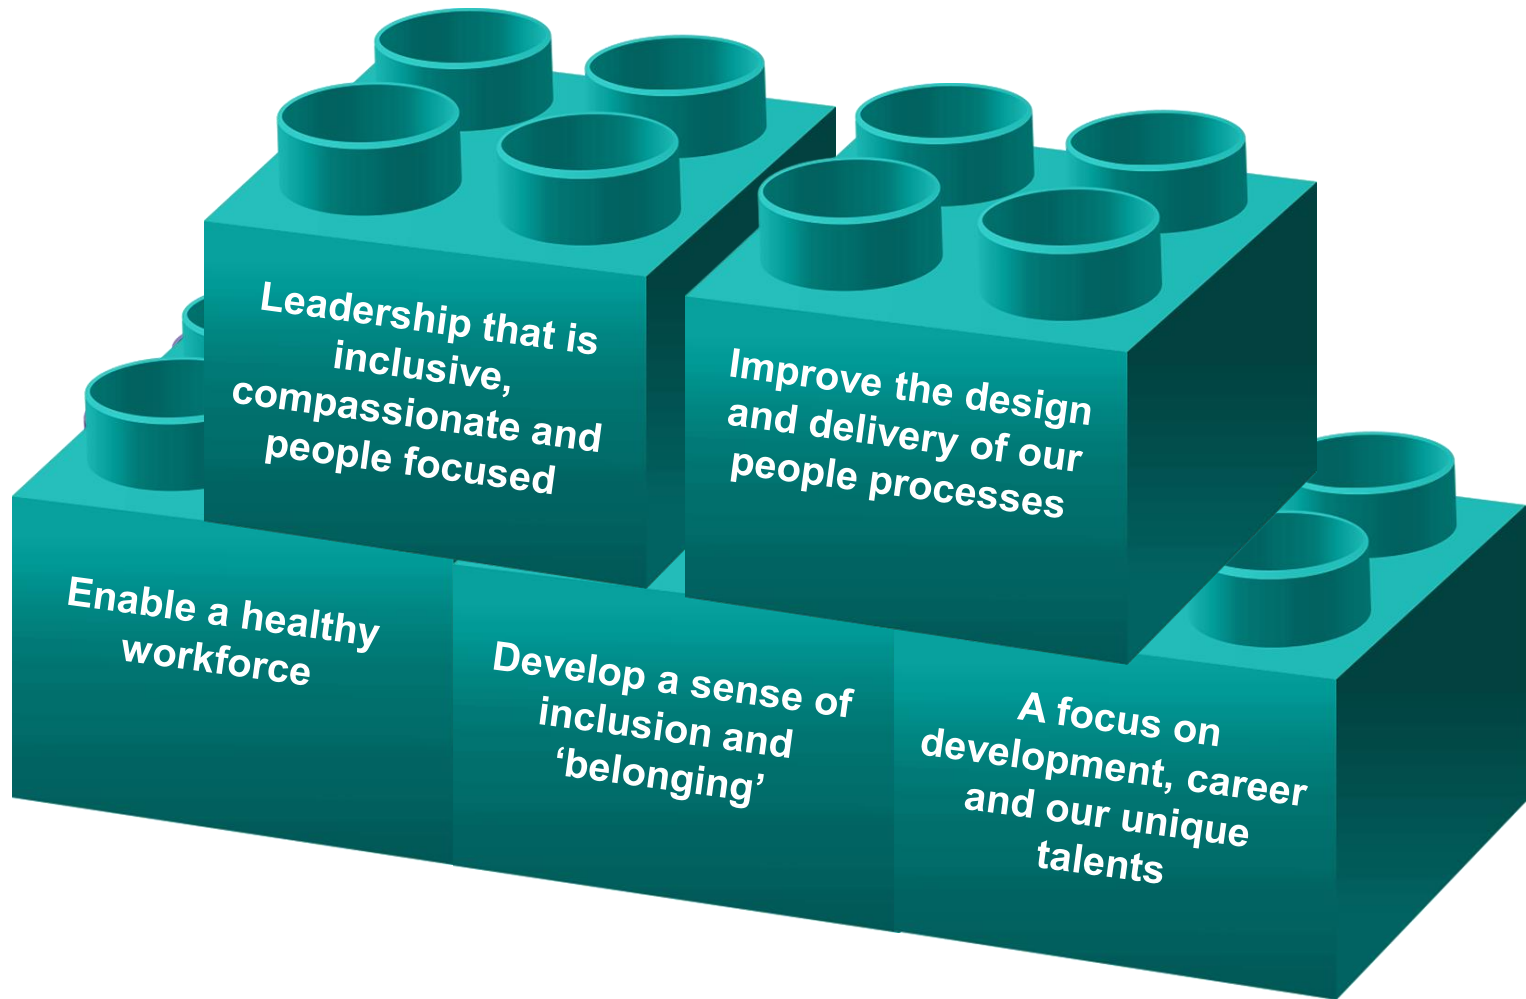 Leadership that is
inclusive,
compassionate and
people focused
Improve the design
and delivery of our
people processes
Enable a healthy
workforce
Develop a sense of
inclusion and
‘belonging’
A focus on
development, career
and our unique
talents